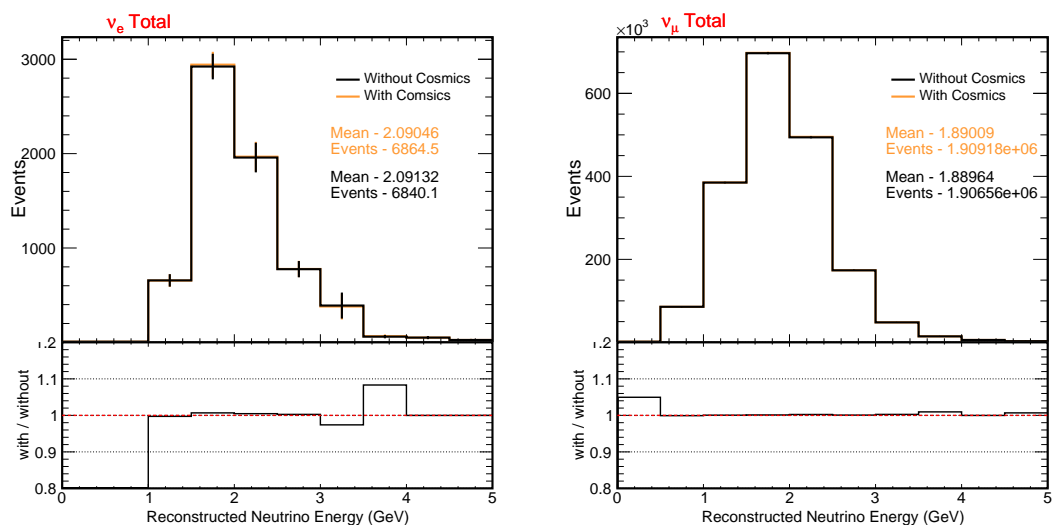 ν_e Total
3000
2000
1000
Events
Without Cosmics
With Comsics
Mean - 2.09046
Events - 6864.5
Mean - 2.09132
Events - 6840.1
1.2
1.1
1
0.9
0.8
with / without
0 1 2 3 4 5
Reconstructed Neutrino Energy (GeV)
ν_μ Total
×10³
600
400
200
Events
Without Cosmics
With Cosmics
Mean - 1.89009
Events - 1.90918e+06
Mean - 1.88964
Events - 1.90656e+06
1.2
1.1
1
0.9
0.8
with / without
0 1 2 3 4 5
Reconstructed Neutrino Energy (GeV)